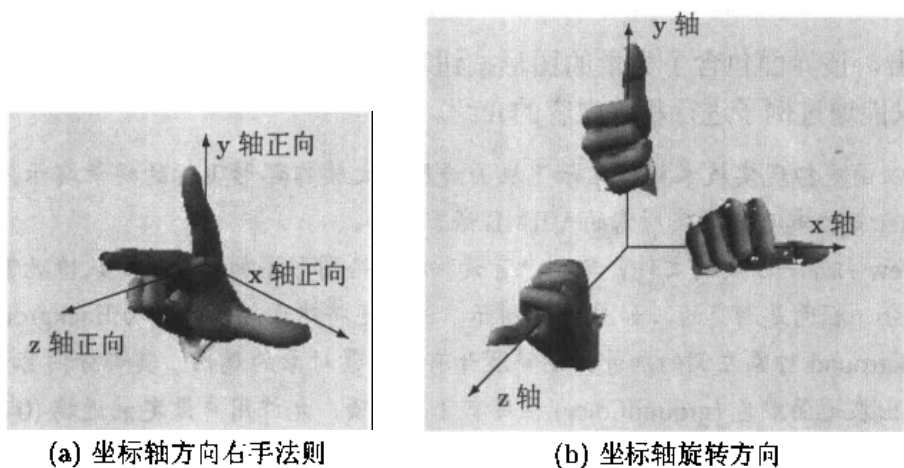 y 轴正向
x 轴正向
z 轴正向
(a) 坐标轴方向右手法则
y 轴
x 轴
z 轴
(b) 坐标轴旋转方向